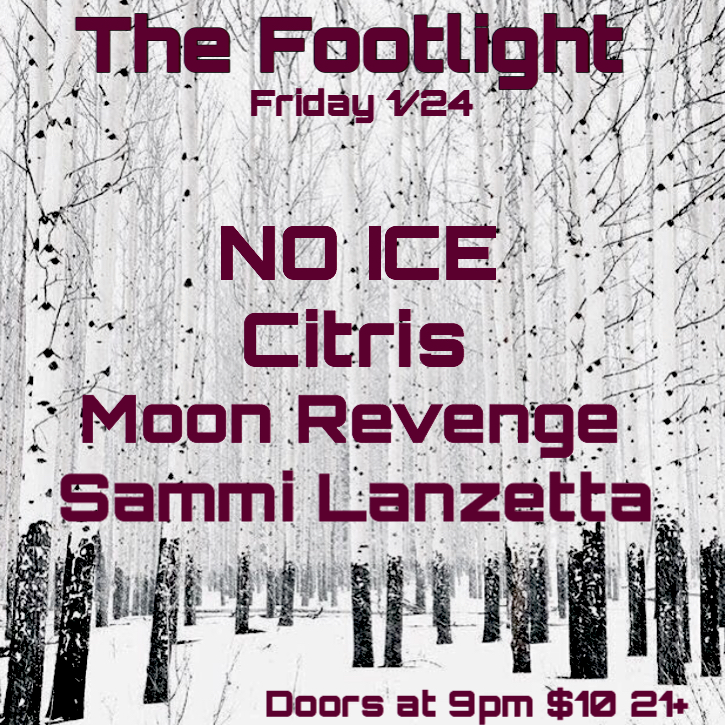 The Footlight
Friday 1/24
NO ICE
Citris
Moon Revenge
Sammi Lanzetta
Doors at 9pm $10 21+